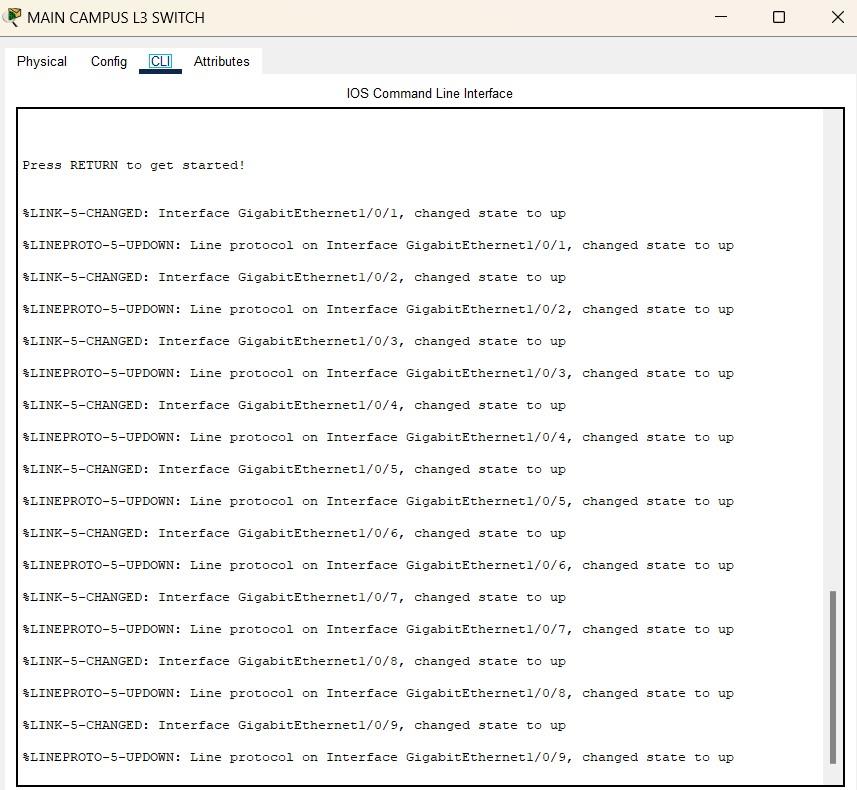 MAIN CAMPUS L3 SWITCH
Physical Config CLI Attributes
IOS Command Line Interface
Press RETURN to get started!
%LINK-5-CHANGED: Interface GigabitEthernet1/0/1, changed state to up
%LINEPROTO-5-UPDOWN: Line protocol on Interface GigabitEthernet1/0/1, changed state to up
%LINK-5-CHANGED: Interface GigabitEthernet1/0/2, changed state to up
%LINEPROTO-5-UPDOWN: Line protocol on Interface GigabitEthernet1/0/2, changed state to up
%LINK-5-CHANGED: Interface GigabitEthernet1/0/3, changed state to up
%LINEPROTO-5-UPDOWN: Line protocol on Interface GigabitEthernet1/0/3, changed state to up
%LINK-5-CHANGED: Interface GigabitEthernet1/0/4, changed state to up
%LINEPROTO-5-UPDOWN: Line protocol on Interface GigabitEthernet1/0/4, changed state to up
%LINK-5-CHANGED: Interface GigabitEthernet1/0/5, changed state to up
%LINEPROTO-5-UPDOWN: Line protocol on Interface GigabitEthernet1/0/5, changed state to up
%LINK-5-CHANGED: Interface GigabitEthernet1/0/6, changed state to up
%LINEPROTO-5-UPDOWN: Line protocol on Interface GigabitEthernet1/0/6, changed state to up
%LINK-5-CHANGED: Interface GigabitEthernet1/0/7, changed state to up
%LINEPROTO-5-UPDOWN: Line protocol on Interface GigabitEthernet1/0/7, changed state to up
%LINK-5-CHANGED: Interface GigabitEthernet1/0/8, changed state to up
%LINEPROTO-5-UPDOWN: Line protocol on Interface GigabitEthernet1/0/8, changed state to up
%LINK-5-CHANGED: Interface GigabitEthernet1/0/9, changed state to up
%LINEPROTO-5-UPDOWN: Line protocol on Interface GigabitEthernet1/0/9, changed state to up